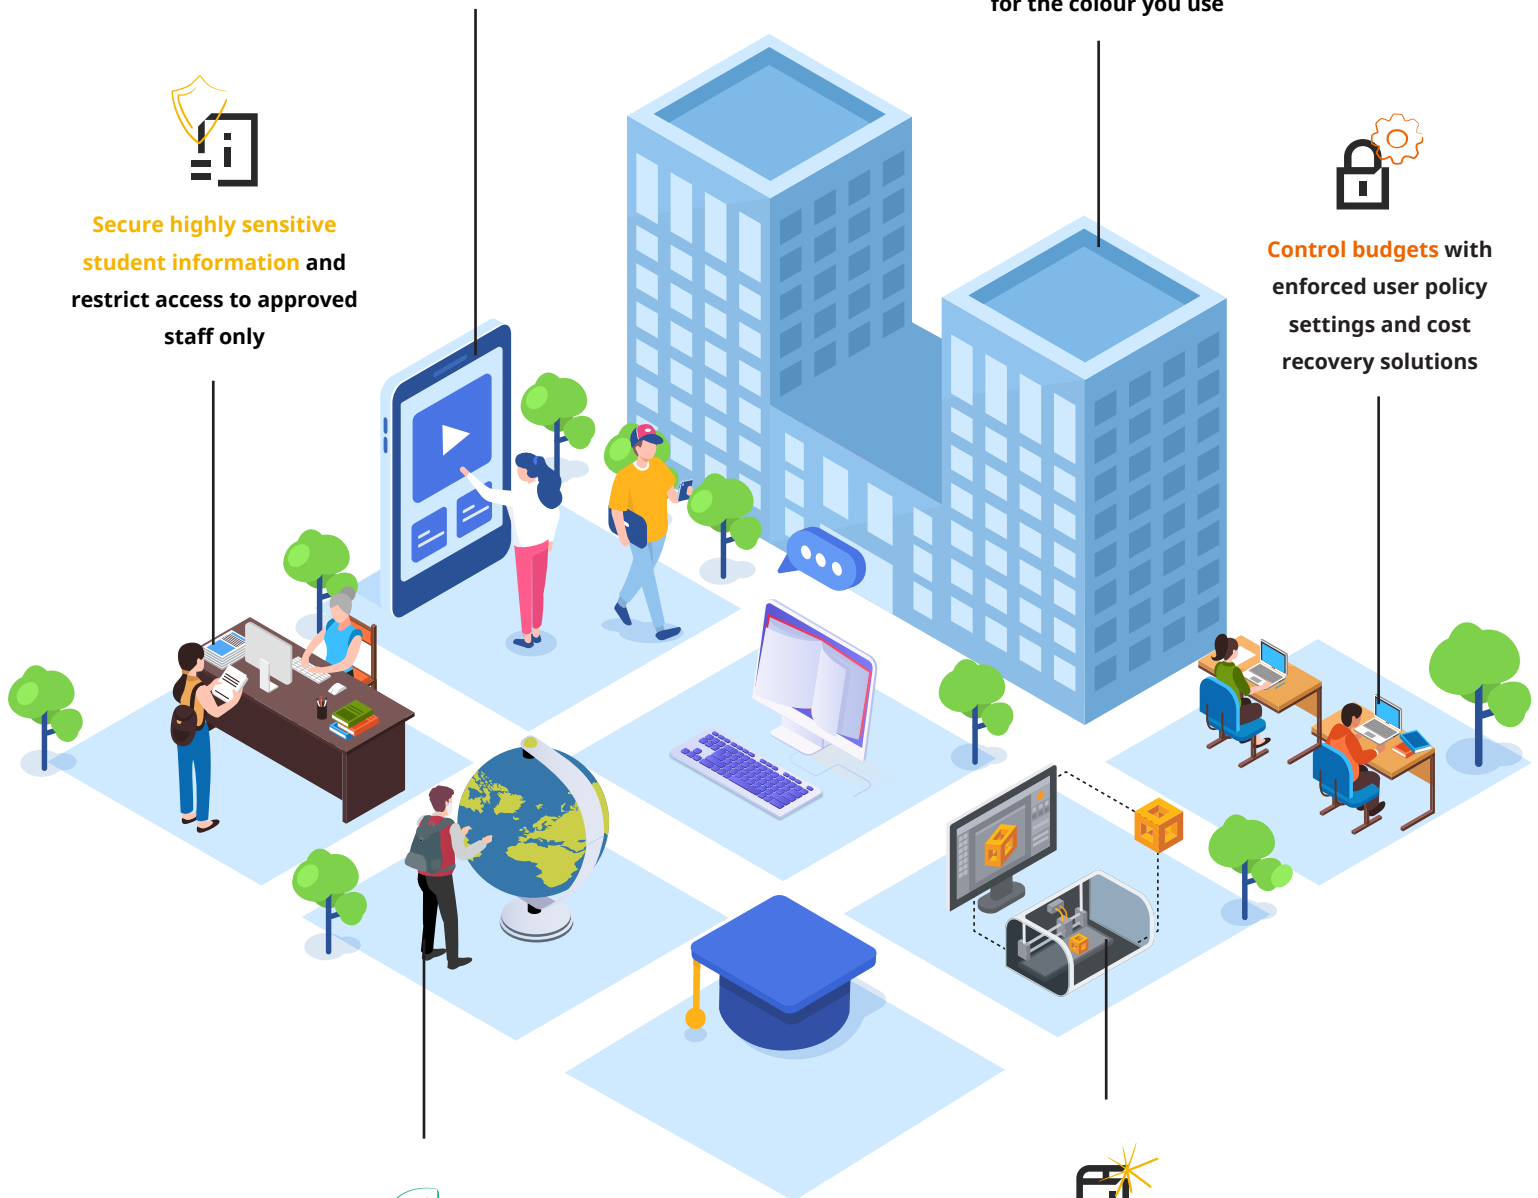 for the colour you use
Secure highly sensitive
student information and
restrict access to approved
staff only
Control budgets with
enforced user policy
settings and cost
recovery solutions